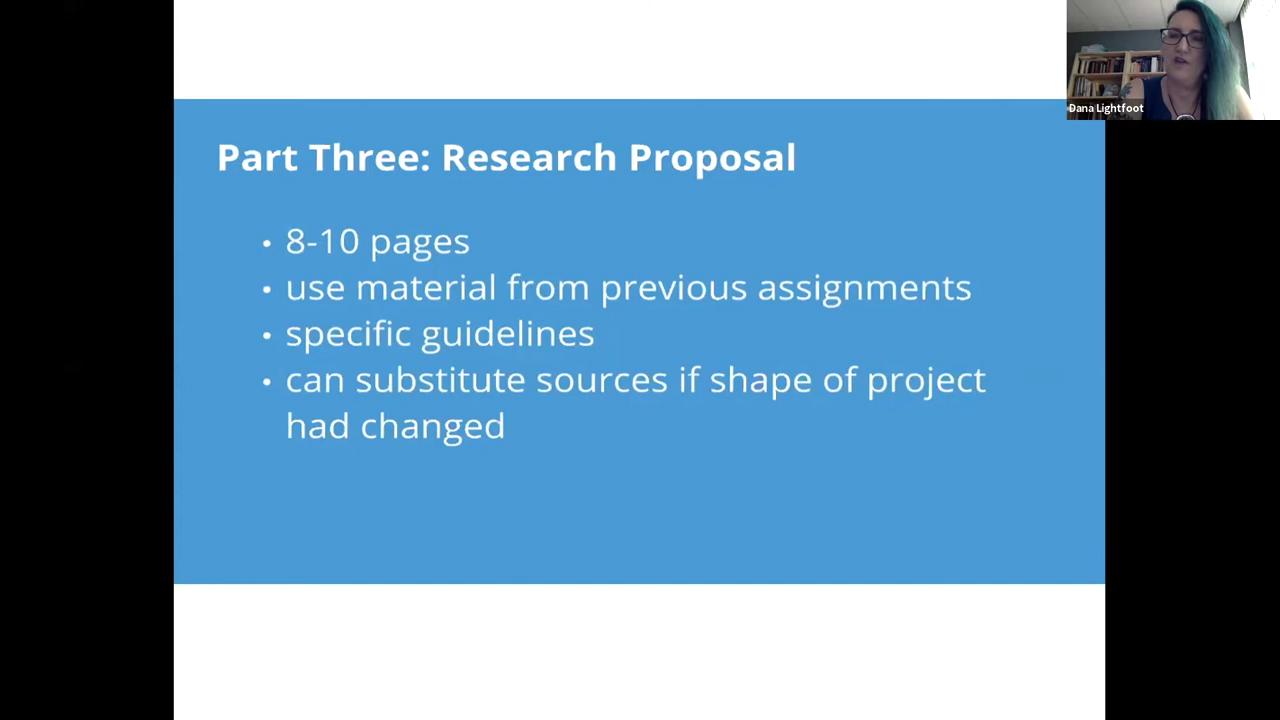 Dana Lightfoot
Part Three: Research Proposal
• 8-10 pages
• use material from previous assignments
• specific guidelines
• can substitute sources if shape of project
had changed